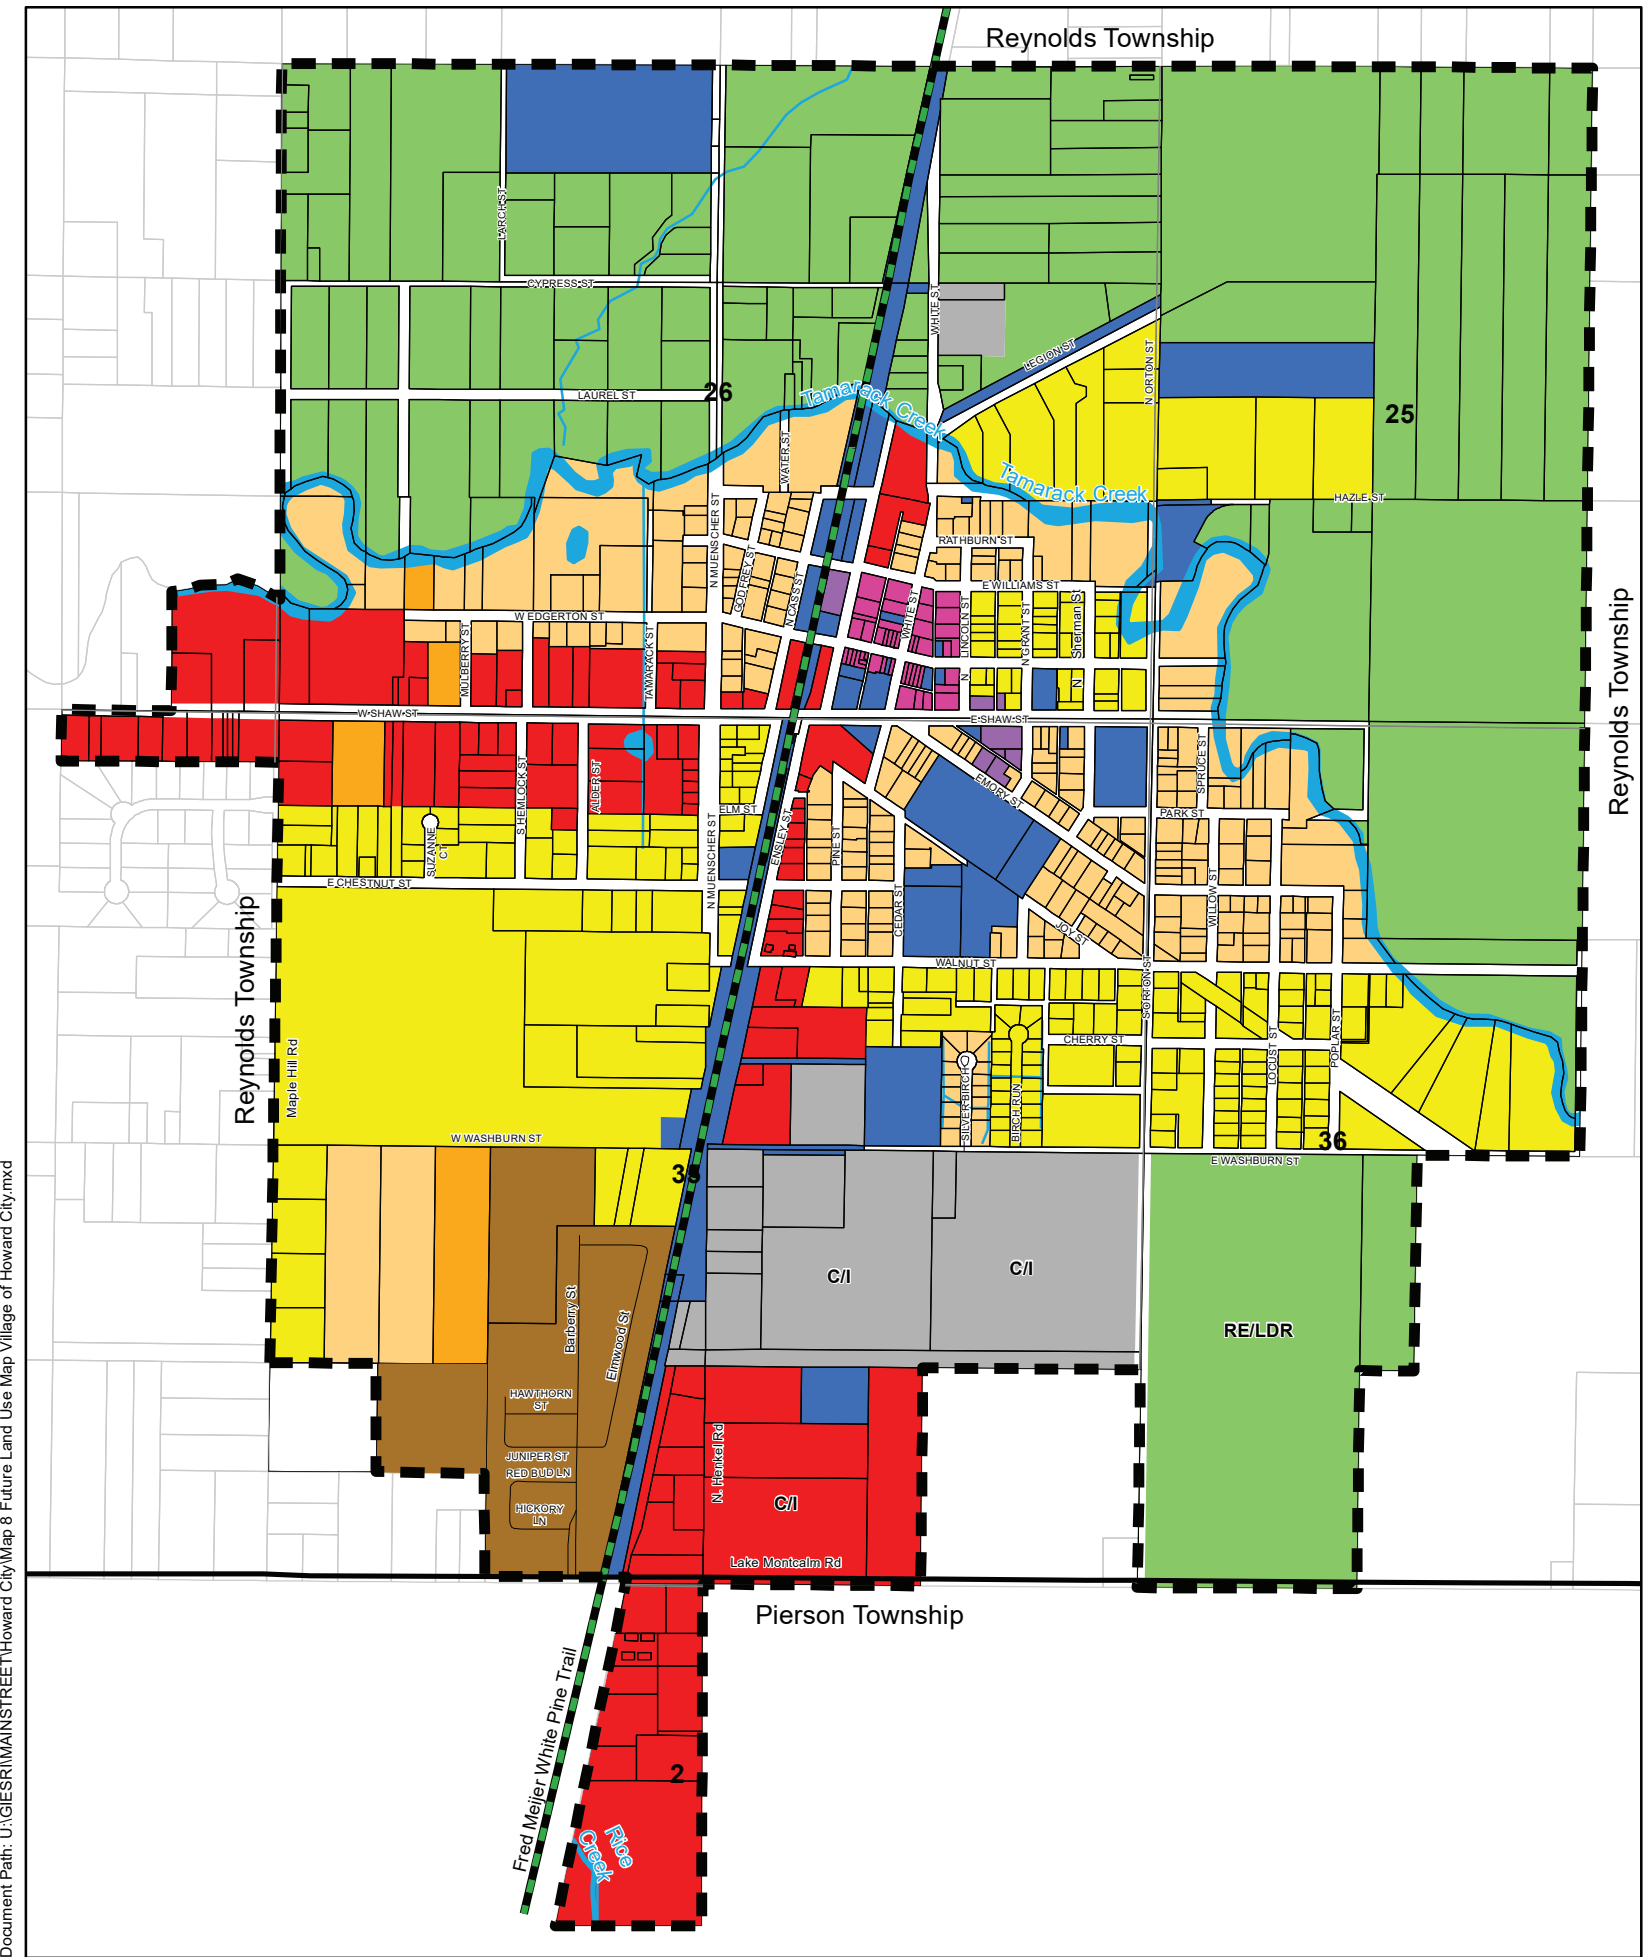 Reynolds Township
LARCH ST
CYPRESS ST
WHITE ST
LEGION ST
N ORTON ST
LAUREL ST
26
25
Tamarack Creek
Tamarack Creek
WATER ST
HAZLE ST
N MUENSCHER ST
GODFREY ST
N CASS ST
RATHBURN ST
E WILLIAMS ST
W EDGERTON ST
WHITE ST
N LINCOLN ST
N GRANT ST
N Sherman St
MULBERRY ST
TAMARACK ST
Reynolds Township
W SHAW ST
E SHAW ST
S HEMLOCK ST
ALDER ST
SPRUCE ST
EMORY ST
ELM ST
PARK ST
SUZANNE CT
N MUENSCHER ST
ENSLEY ST
PINE ST
E CHESTNUT ST
CEDAR ST
WILLOW ST
JOY ST
Reynolds Township
WALNUT ST
S ORTON ST
Maple Hill Rd
CHERRY ST
LOCUST ST
POPLAR ST
SILVER BIRCH
BIRCH RUN
W WASHBURN ST
36
E WASHBURN ST
35
C/I
C/I
RE/LDR
Barberry St
Elmwood St
HAWTHORN
ST
JUNIPER ST
RED BUD LN
HICKORY
LN
N. Henkel Rd
C/I
Lake Montcalm Rd
Pierson Township
Fred Meijer White Pine Trail
2
Rice
Creek
Document Path: U:\GIESRI\MAINSTREET\Howard City\Map 8 Future Land Use Map Village of Howard City.mxd